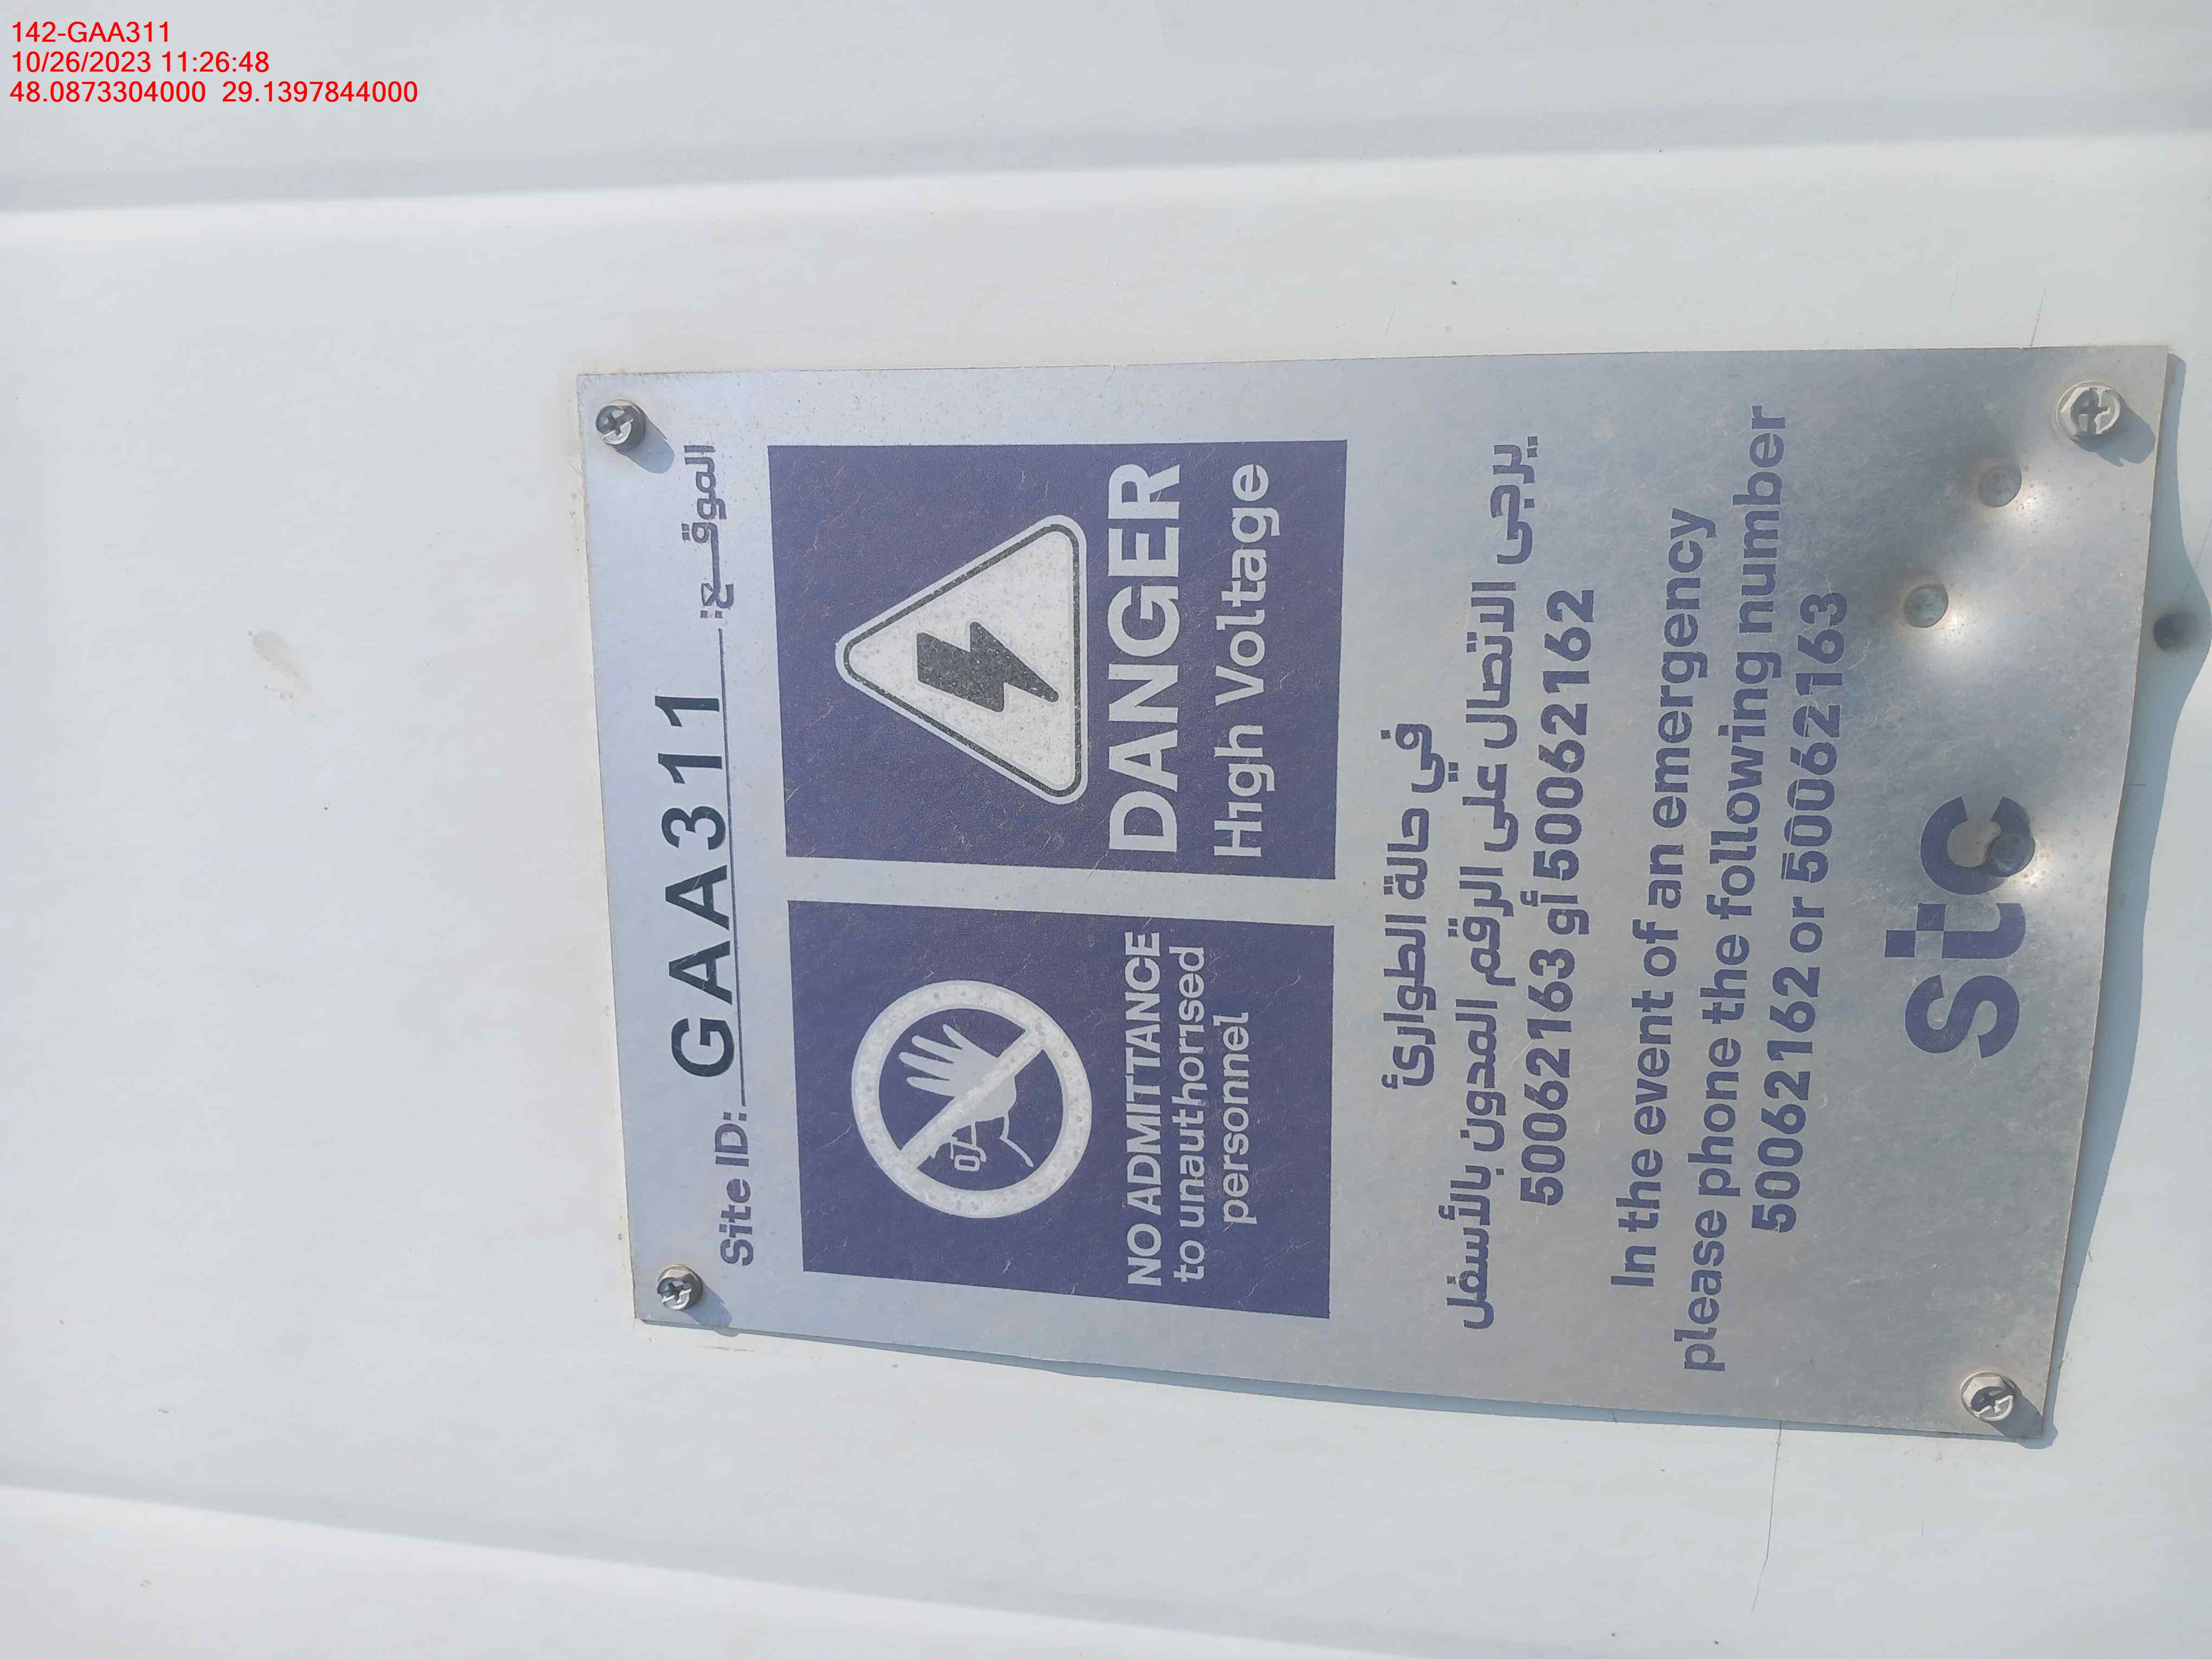 142-GAA311
10/26/2023 11:26:48
48.0873304000 29.1397844000
Site ID: GAA311 الموقع:
NO ADMITTANCE
to unauthorised
personnel
DANGER
High Voltage
في حالة الطوارئ
يرجى الاتصال على الرقم المدون بالأسفل
50062162 أو 50062163
In the event of an emergency
please phone the following number
50062162 or 50062163
stc